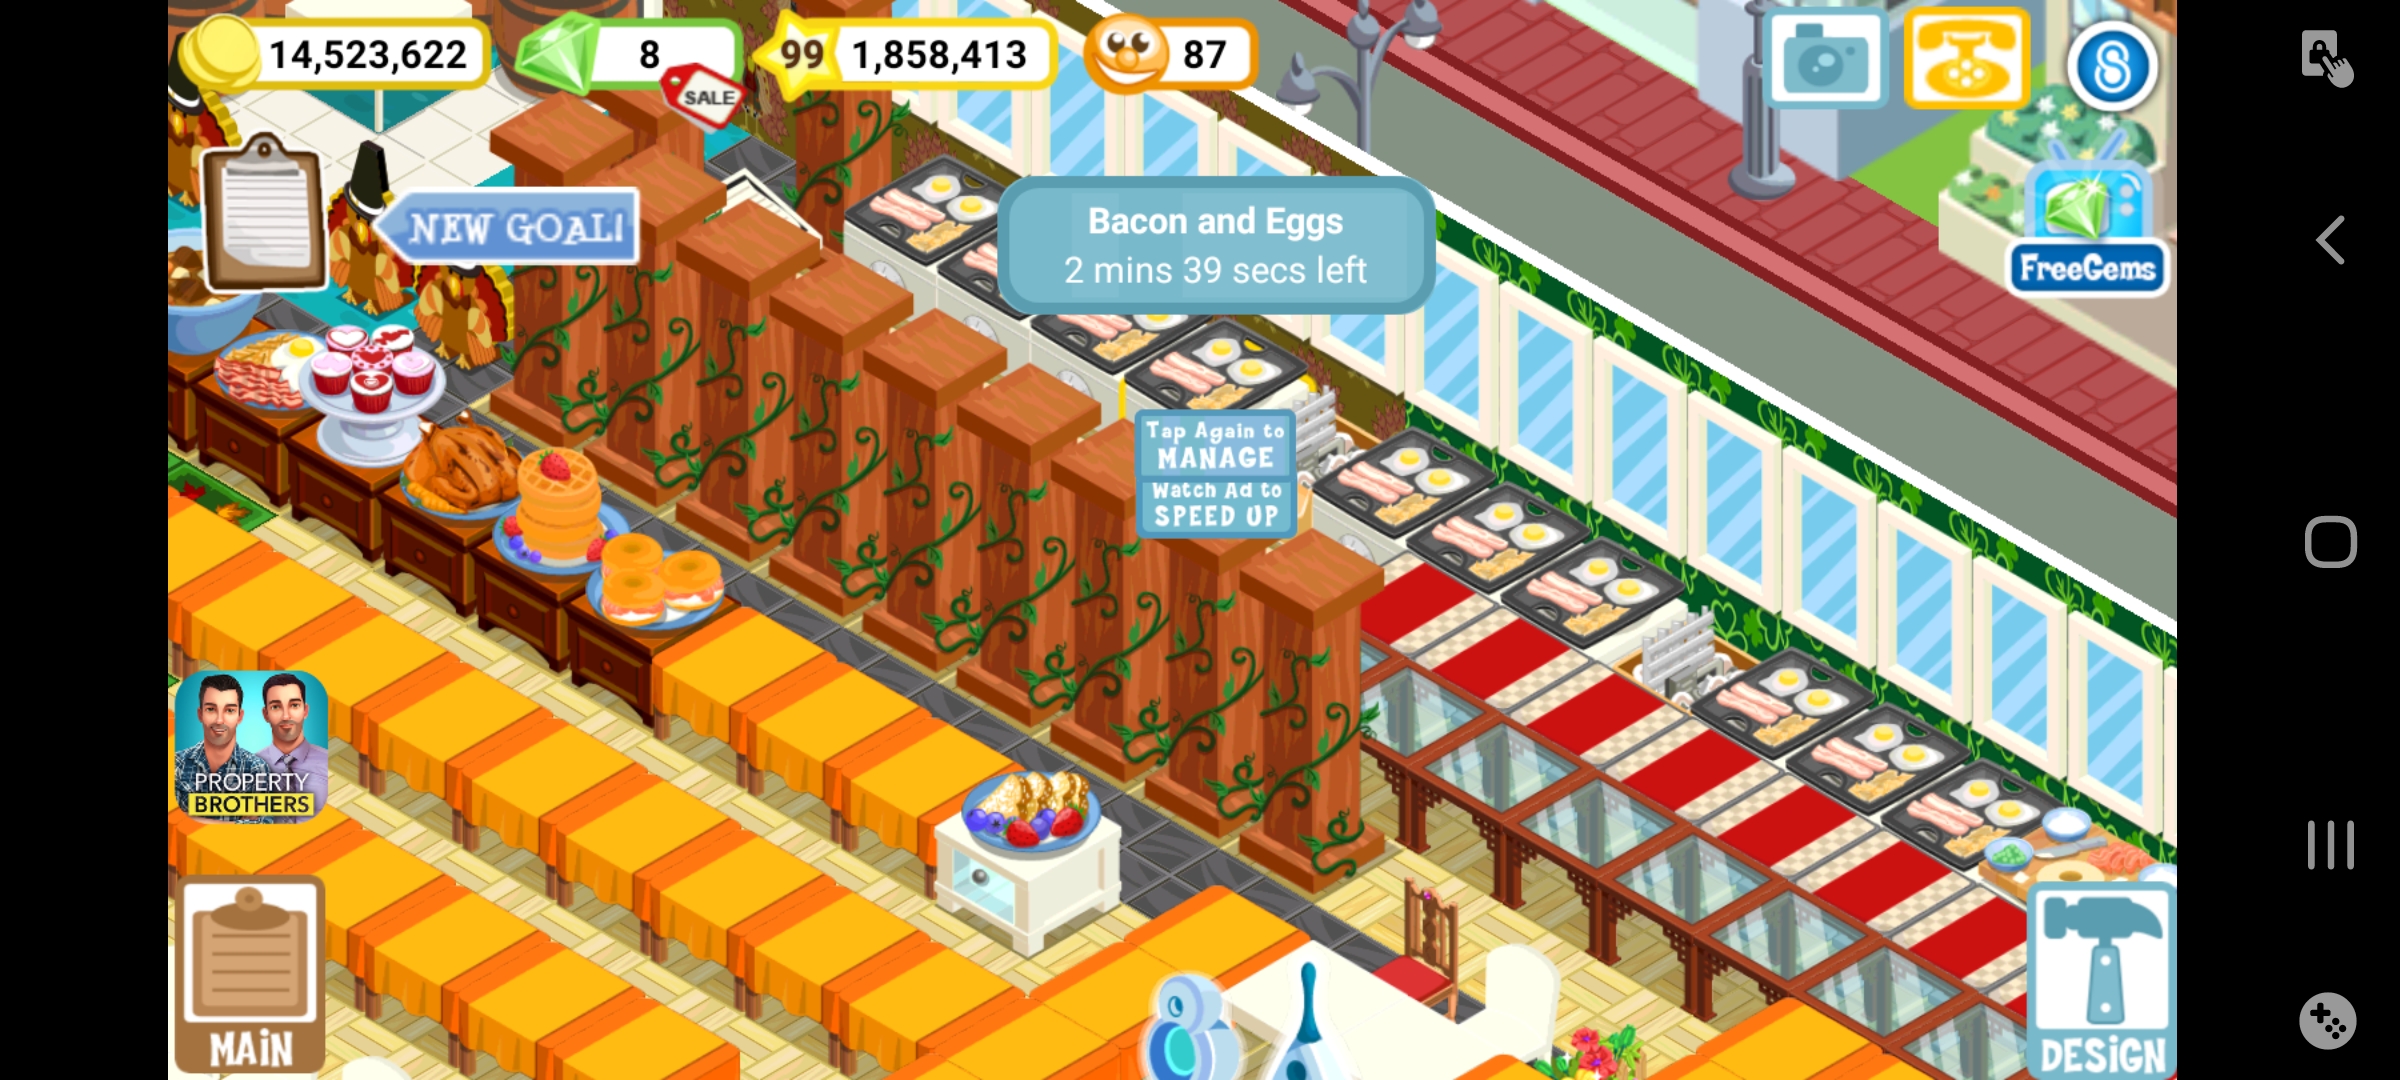 14,523,622
8
SALE
99
1,858,413
87
NEW GOAL!
Bacon and Eggs
2 mins 39 secs left
FreeGems
Tap Again to
MANAGE
Watch Ad to
SPEED UP
PROPERTY
BROTHERS
MAIN
DESIGN